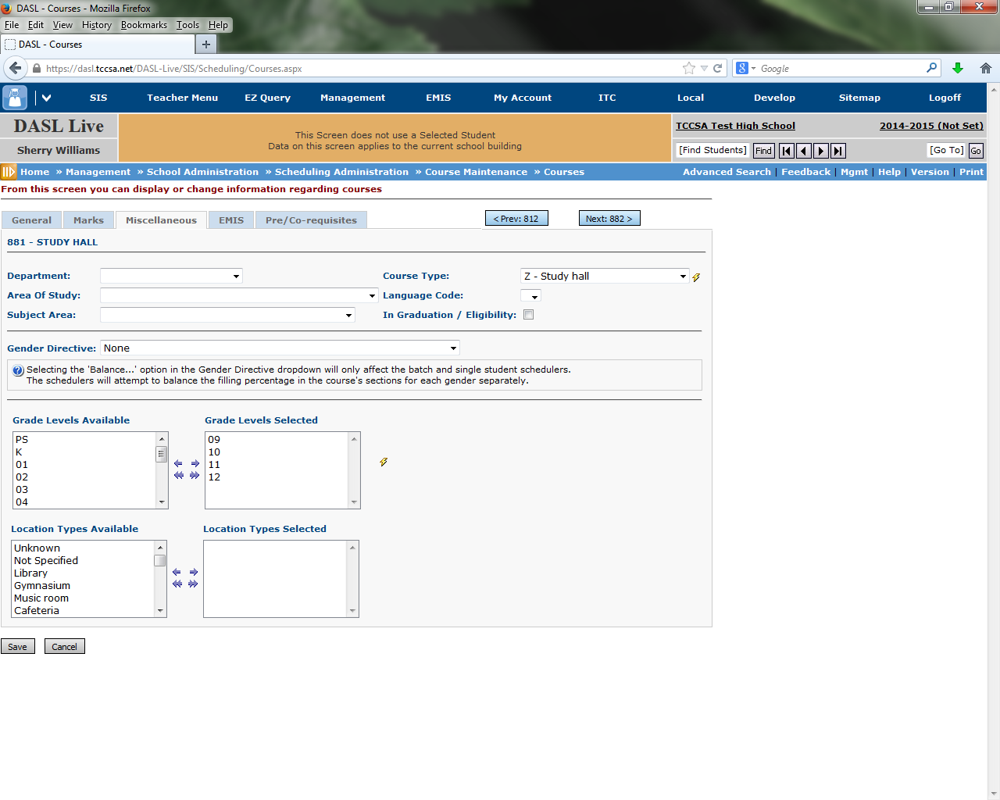 DASL - Courses - Mozilla Firefox
File Edit View History Bookmarks Tools Help
DASL - Courses
https://dasl.tccsa.net/DASL-Live/SIS/Scheduling/Courses.aspx
Google
SIS Teacher Menu EZ Query Management EMIS My Account ITC Local Develop Sitemap Logoff
DASL Live
Sherry Williams
This Screen does not use a Selected Student
Data on this screen applies to the current school building
TCCSA Test High School 2014-2015 (Not Set)
[Find Students] Find [Go To] Go
Home » Management » School Administration » Scheduling Administration » Course Maintenance » Courses
Advanced Search | Feedback | Mgmt | Help | Version | Print
From this screen you can display or change information regarding courses
General Marks Miscellaneous EMIS Pre/Co-requisites
< Prev: 812 Next: 882 >
881 - STUDY HALL
Department: Course Type: Z - Study hall
Area Of Study: Language Code:
Subject Area: In Graduation / Eligibility:
Gender Directive: None
Selecting the 'Balance...' option in the Gender Directive dropdown will only affect the batch and single student schedulers.
The schedulers will attempt to balance the filling percentage in the course's sections for each gender separately.
Grade Levels Available
PS
K
01
02
03
04
Grade Levels Selected
09
10
11
12
Location Types Available
Unknown
Not Specified
Library
Gymnasium
Music room
Cafeteria
Location Types Selected
Save Cancel